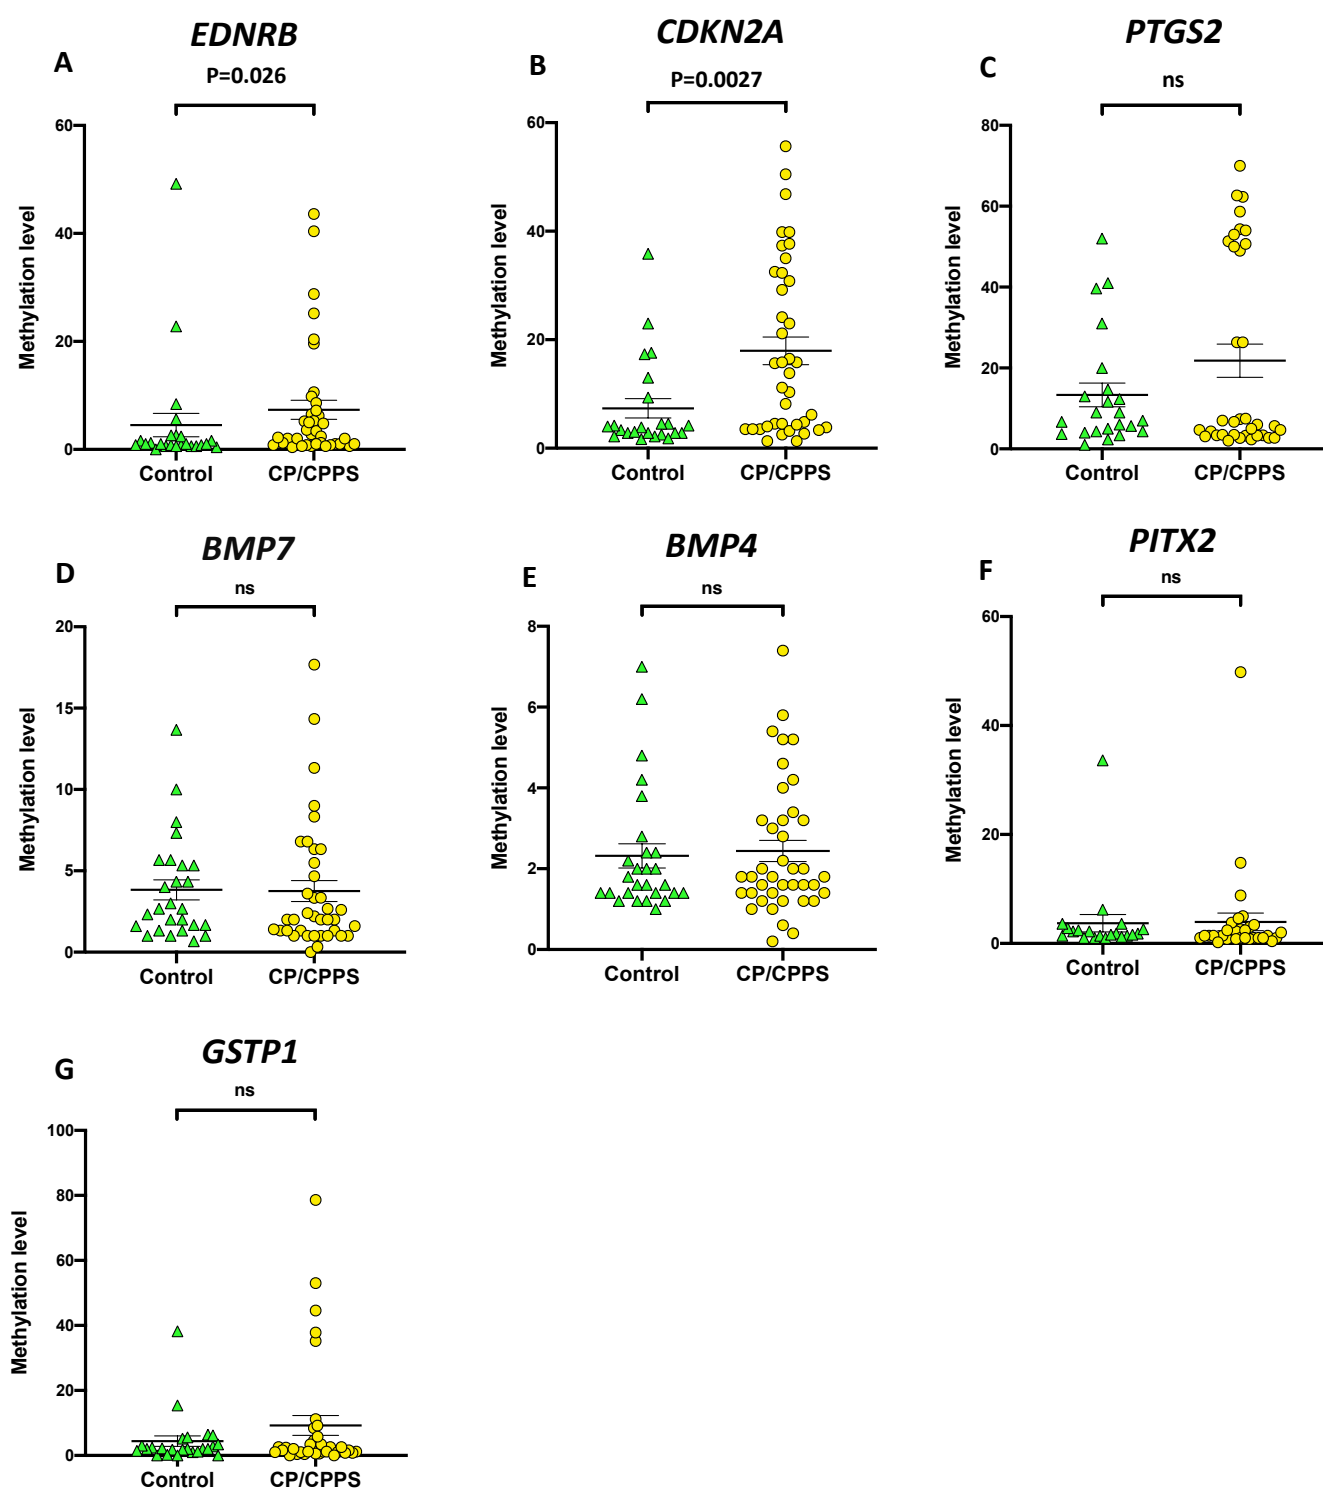 EDNRB
CDKN2A
PTGS2
A
B
C
P=0.026
P=0.0027
ns
60
40
20
0
Methylation level
Control
CP/CPPS
60
40
20
0
Methylation level
Control
CP/CPPS
80
60
40
20
0
Methylation level
Control
CP/CPPS
BMP7
BMP4
PITX2
D
E
F
ns
ns
ns
20
15
10
5
0
Methylation level
Control
CP/CPPS
8
6
4
2
0
Methylation level
Control
CP/CPPS
60
40
20
0
Methylation level
Control
CP/CPPS
GSTP1
G
ns
100
80
60
40
20
0
Methylation level
Control
CP/CPPS